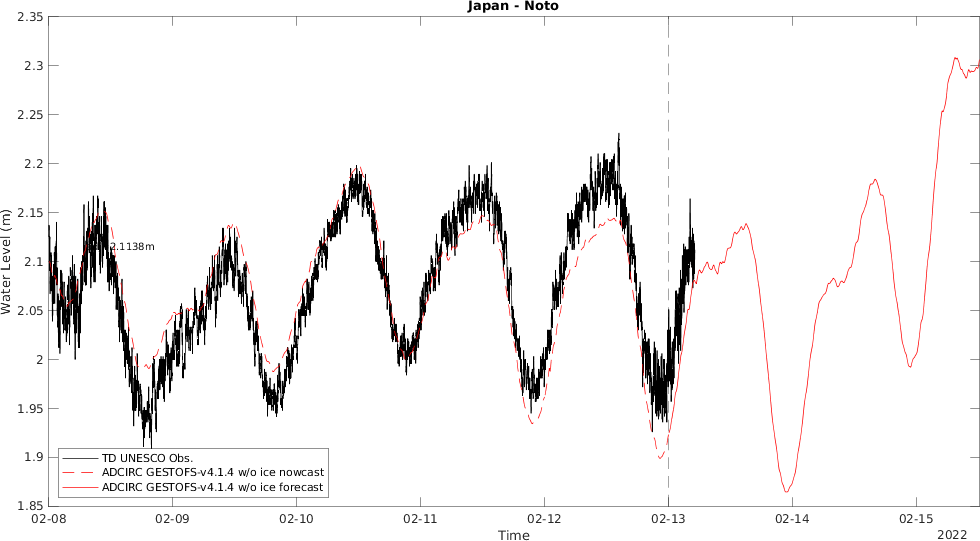 Japan - Noto
2.35
2.3
2.25
2.2
2.15
2.1
2.05
2
1.95
1.9
1.85
Water Level (m)
2.1138m
TD UNESCO Obs.
ADCIRC GESTOFS-v4.1.4 w/o ice nowcast
ADCIRC GESTOFS-v4.1.4 w/o ice forecast
02-08 02-09 02-10 02-11 02-12 02-13 02-14 02-15
Time
2022